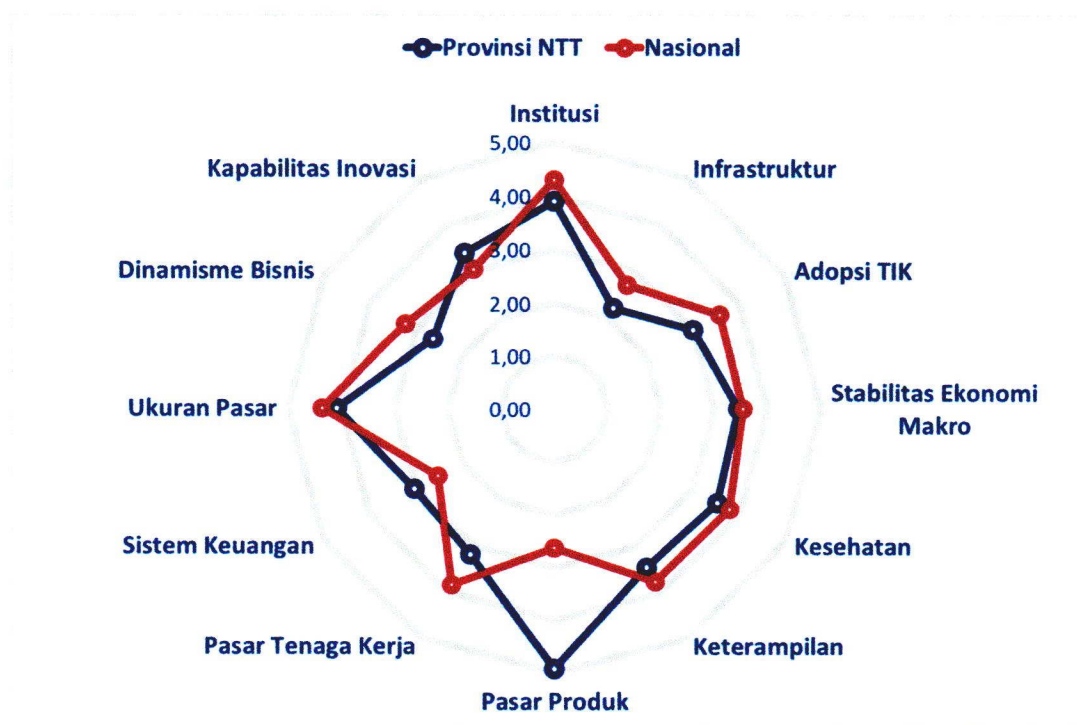 Provinsi NTT
Nasional
Institusi
Infrastruktur
Adopsi TIK
Stabilitas Ekonomi
Makro
Kesehatan
Keterampilan
Pasar Produk
Pasar Tenaga Kerja
Sistem Keuangan
Ukuran Pasar
Dinamisme Bisnis
Kapabilitas Inovasi
5,00
4,00
3,00
2,00
1,00
0,00